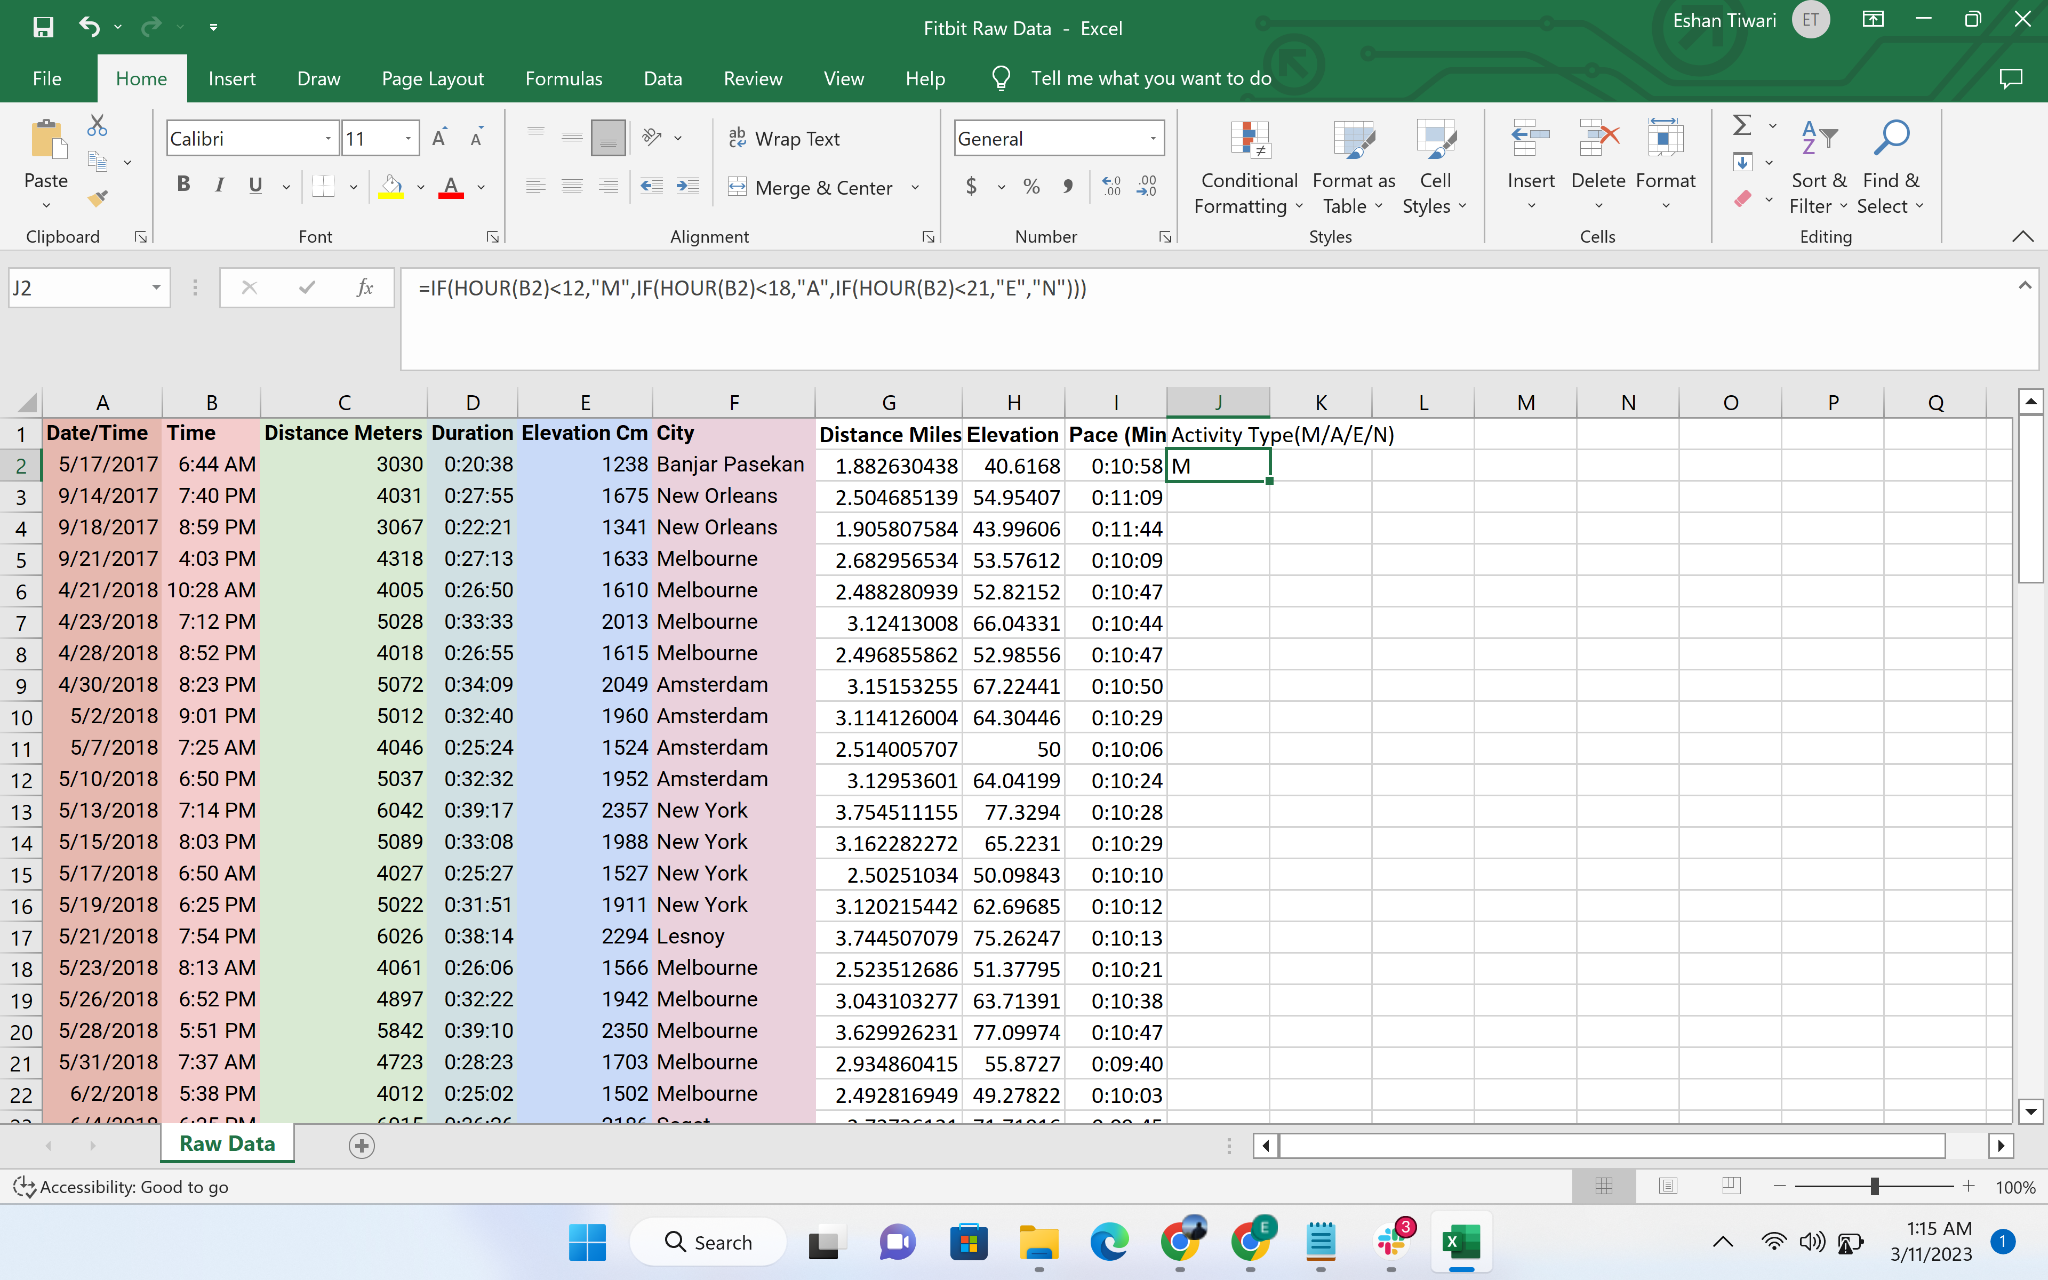 Fitbit Raw Data - Excel
Eshan Tiwari ET
File Home Insert Draw Page Layout Formulas Data Review View Help Tell me what you want to do
Paste
Clipboard
Calibri 11 A A
B I U A
Font
ab Wrap Text
Merge & Center
Alignment
General
$ % , .00 .00
Number
Conditional Formatting
Format as Table
Cell Styles
Styles
Insert Delete Format
Cells
Sort & Filter
Find & Select
Editing
J2 fx =IF(HOUR(B2)<12,"M",IF(HOUR(B2)<18,"A",IF(HOUR(B2)<21,"E","N")))
A B C D E F G H I J K L M N O P Q
1 Date/Time Time Distance Meters Duration Elevation Cm City Distance Miles Elevation Pace (Min Activity Type(M/A/E/N)
2 5/17/2017 6:44 AM 3030 0:20:38 1238 Banjar Pasekan 1.882630438 40.6168 0:10:58 M
3 9/14/2017 7:40 PM 4031 0:27:55 1675 New Orleans 2.504685139 54.95407 0:11:09
4 9/18/2017 8:59 PM 3067 0:22:21 1341 New Orleans 1.905807584 43.99606 0:11:44
5 9/21/2017 4:03 PM 4318 0:27:13 1633 Melbourne 2.682956534 53.57612 0:10:09
6 4/21/2018 10:28 AM 4005 0:26:50 1610 Melbourne 2.488280939 52.82152 0:10:47
7 4/23/2018 7:12 PM 5028 0:33:33 2013 Melbourne 3.12413008 66.04331 0:10:44
8 4/28/2018 8:52 PM 4018 0:26:55 1615 Melbourne 2.496855862 52.98556 0:10:47
9 4/30/2018 8:23 PM 5072 0:34:09 2049 Amsterdam 3.15153255 67.22441 0:10:50
10 5/2/2018 9:01 PM 5012 0:32:40 1960 Amsterdam 3.114126004 64.30446 0:10:29
11 5/7/2018 7:25 AM 4046 0:25:24 1524 Amsterdam 2.514005707 50 0:10:06
12 5/10/2018 6:50 PM 5037 0:32:32 1952 Amsterdam 3.12953601 64.04199 0:10:24
13 5/13/2018 7:14 PM 6042 0:39:17 2357 New York 3.754511155 77.3294 0:10:28
14 5/15/2018 8:03 PM 5089 0:33:08 1988 New York 3.162282272 65.2231 0:10:29
15 5/17/2018 6:50 AM 4027 0:25:27 1527 New York 2.50251034 50.09843 0:10:10
16 5/19/2018 6:25 PM 5022 0:31:51 1911 New York 3.120215442 62.69685 0:10:12
17 5/21/2018 7:54 PM 6026 0:38:14 2294 Lesnoy 3.744507079 75.26247 0:10:13
18 5/23/2018 8:13 AM 4061 0:26:06 1566 Melbourne 2.523512686 51.37795 0:10:21
19 5/26/2018 6:52 PM 4897 0:32:22 1942 Melbourne 3.043103277 63.71391 0:10:38
20 5/28/2018 5:51 PM 5842 0:39:10 2350 Melbourne 3.629926231 77.09974 0:10:47
21 5/31/2018 7:37 AM 4723 0:28:23 1703 Melbourne 2.934860415 55.8727 0:09:40
22 6/2/2018 5:38 PM 4012 0:25:02 1502 Melbourne 2.492816949 49.27822 0:10:03
Raw Data
Accessibility: Good to go 100%
Search E 3 X 1:15 AM
3/11/2023 1